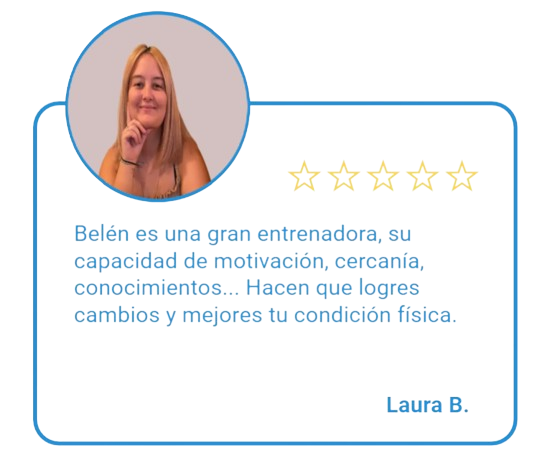 Belén es una gran entrenadora, su
capacidad de motivación, cercanía,
conocimientos... Hacen que logres
cambios y mejores tu condición física.
Laura B.